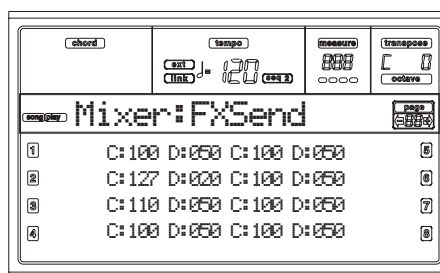 chord tempo measure transpose
ext ♩= 120 888 C 0
link seq 2 octave
song play Mixer:FXSend page
88
1 C:100 D:050 C:100 D:050 5
2 C:127 D:020 C:100 D:050 6
3 C:110 D:050 C:100 D:050 7
4 C:100 D:050 C:100 D:050 8